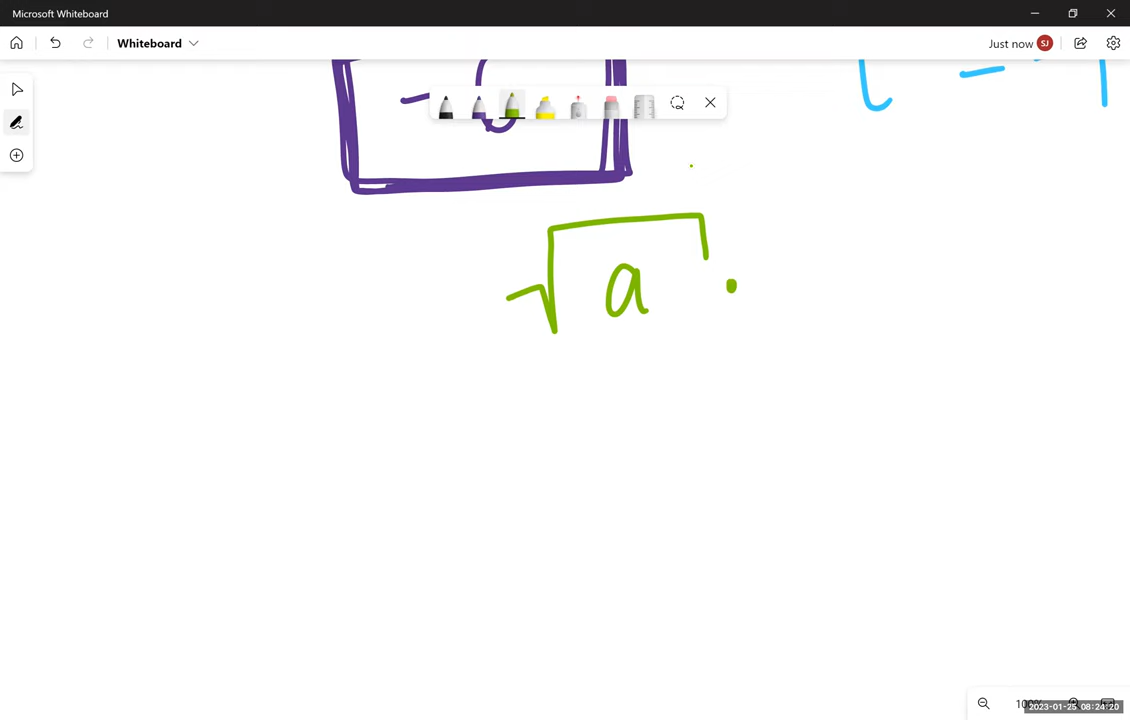 Microsoft Whiteboard
Whiteboard
Just now SJ
√a ·
2023-01-25 08:24:20